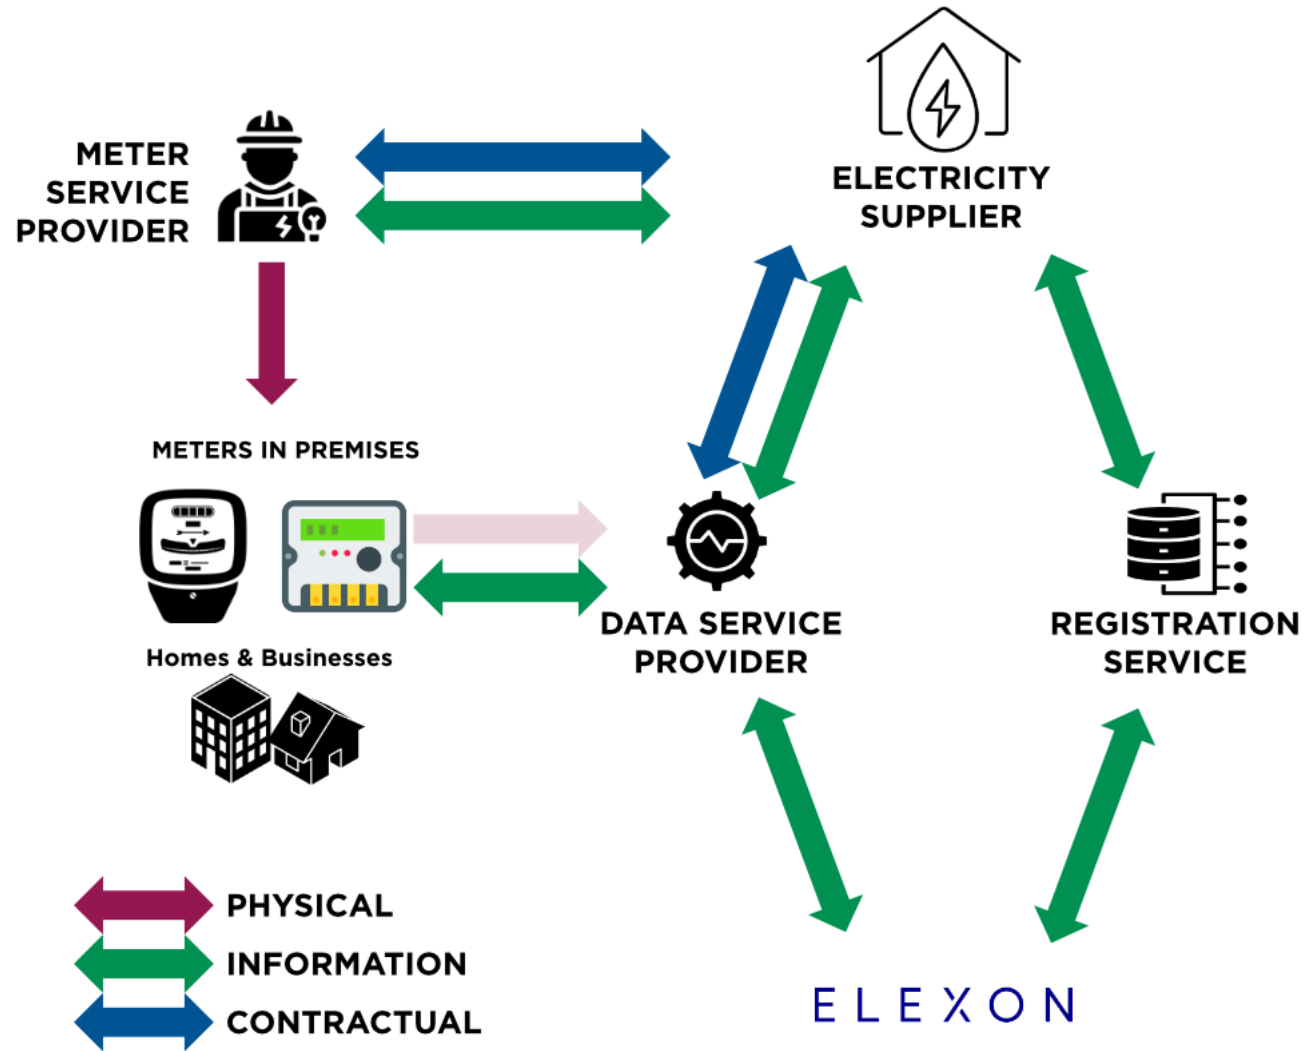 METER
SERVICE
PROVIDER
ELECTRICITY
SUPPLIER
METERS IN PREMISES
Homes & Businesses
DATA SERVICE
PROVIDER
REGISTRATION
SERVICE
PHYSICAL
INFORMATION
CONTRACTUAL
ELEXON